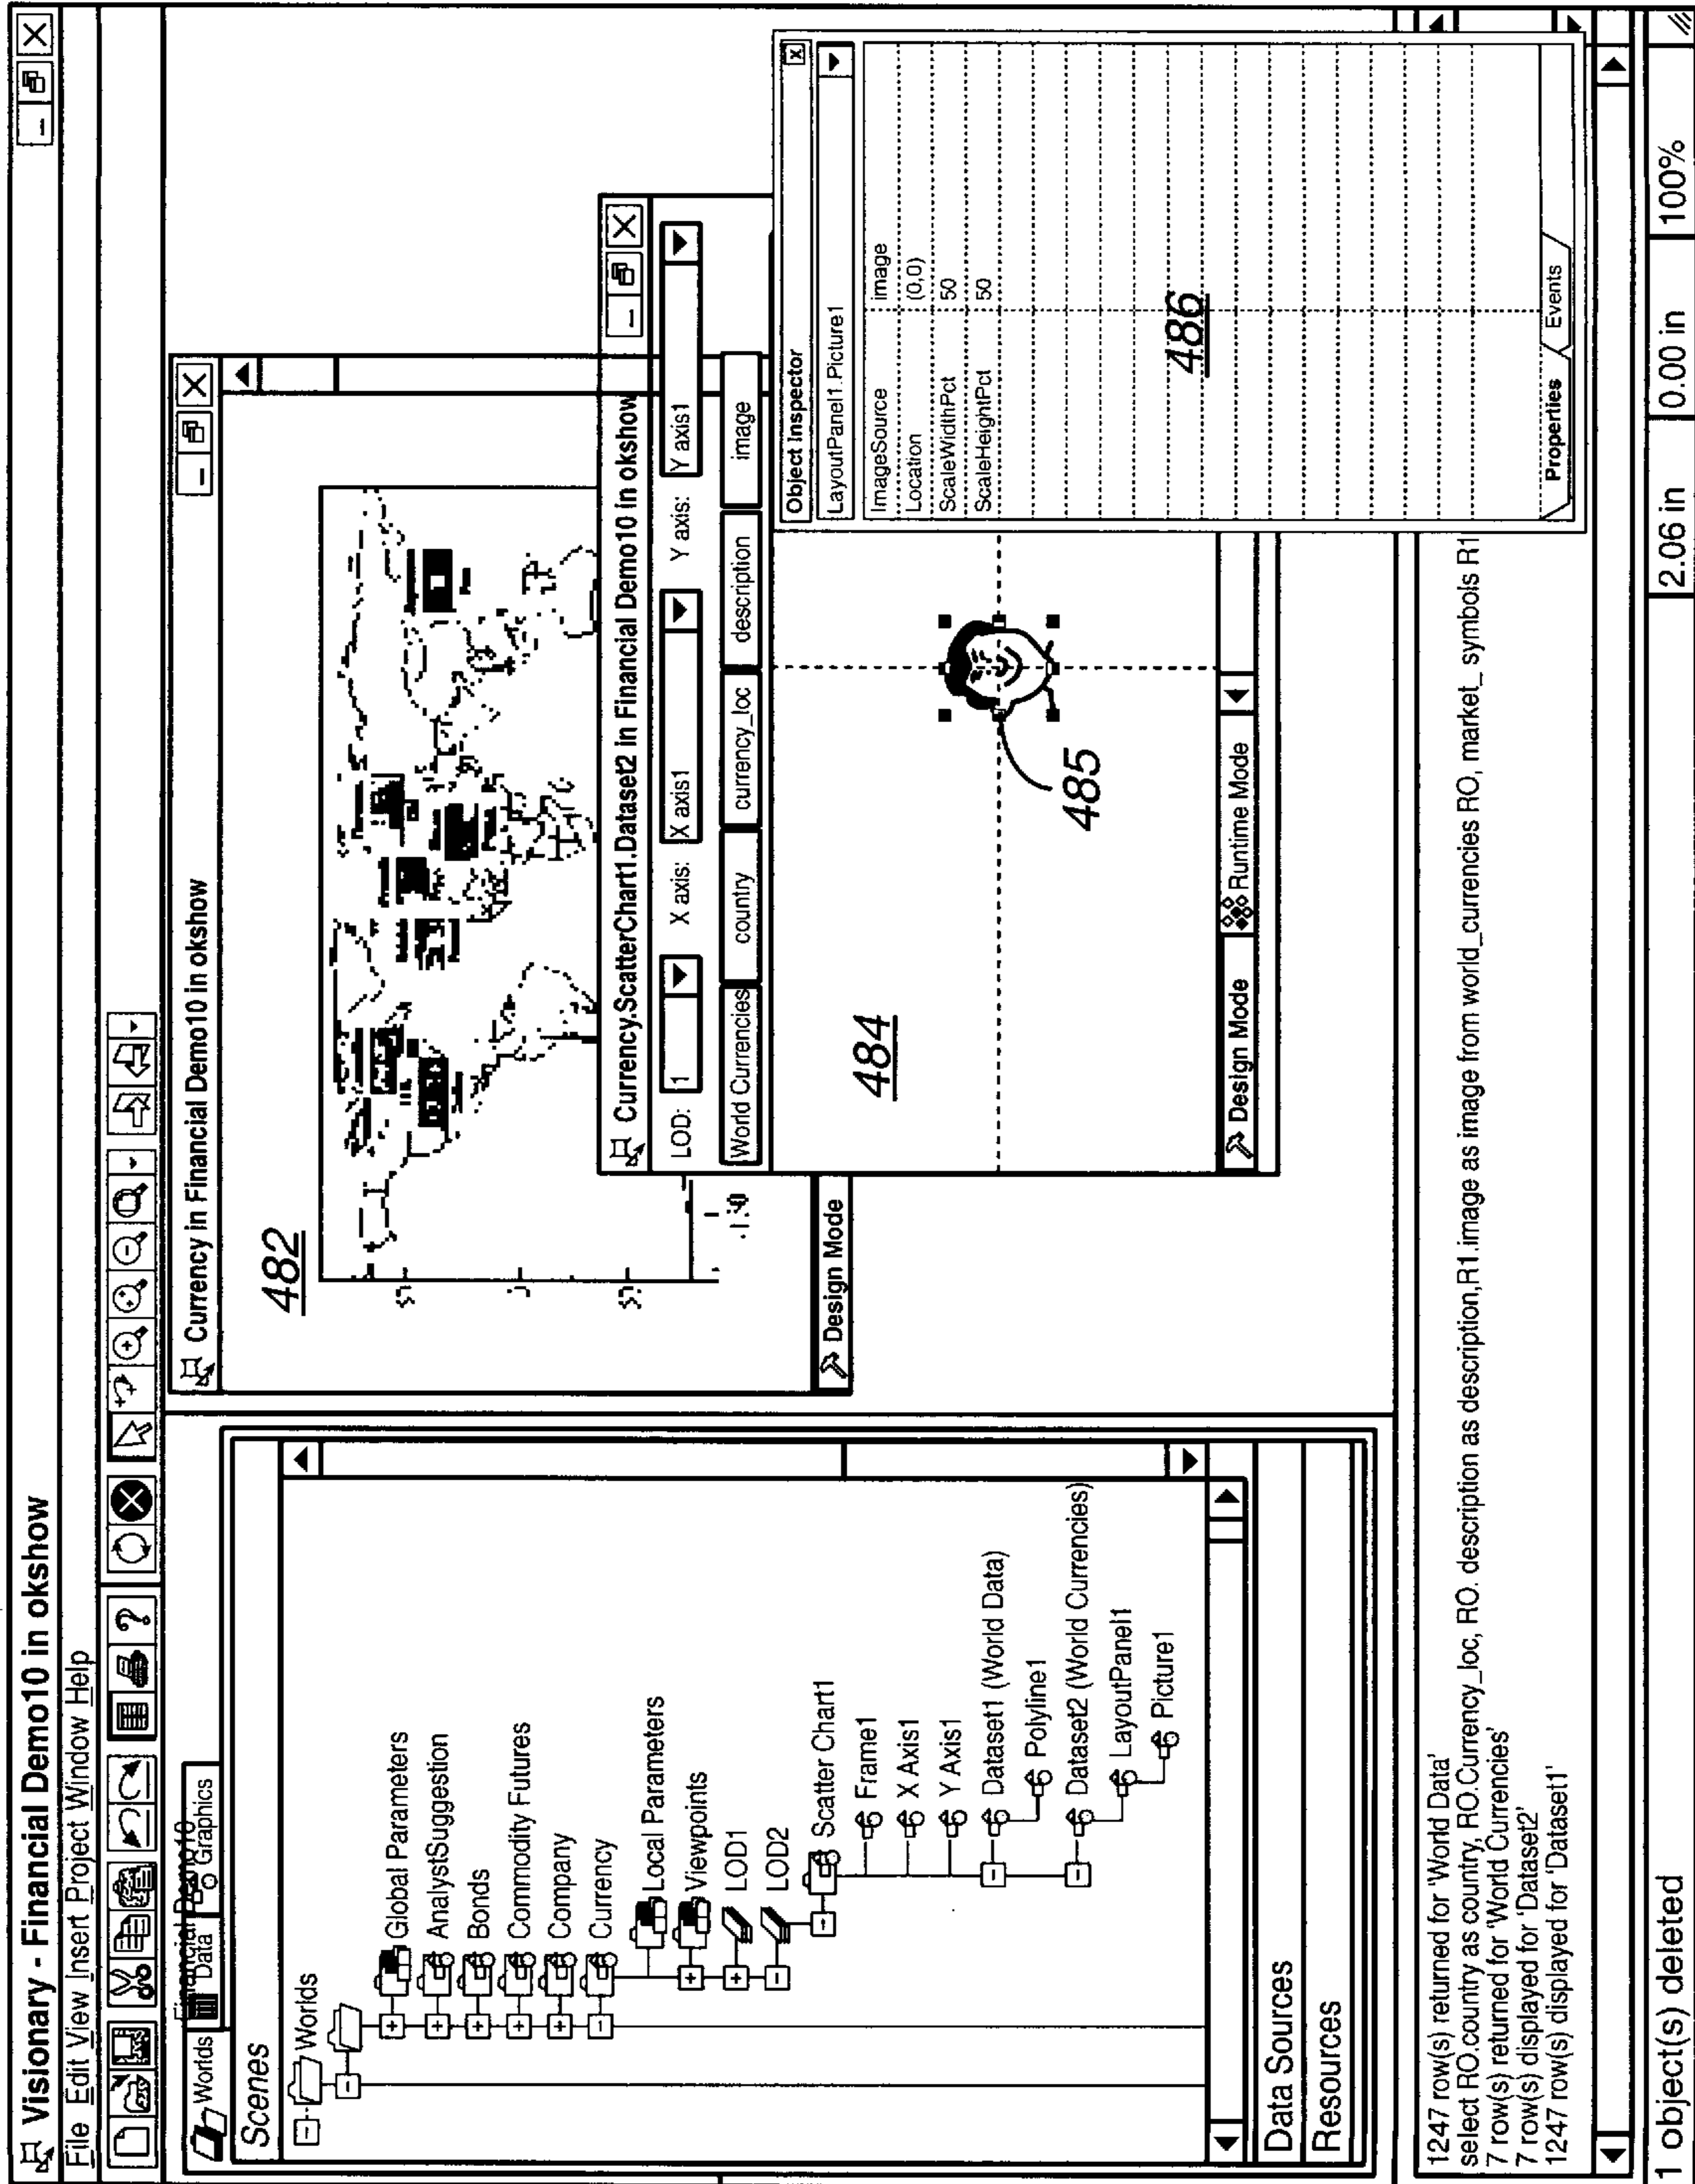 Visionary - Financial Demo10 in okshow
File Edit View Insert Project Window Help
Financial Demo10
Worlds
Data
Graphics
Scenes
Worlds
Global Parameters
AnalystSuggestion
Bonds
Commodity Futures
Company
Currency
Local Parameters
Viewpoints
LOD1
LOD2
Scatter Chart1
Frame1
X Axis1
Y Axis1
Dataset1 (World Data)
Polyline1
Dataset2 (World Currencies)
LayoutPanel1
Picture1
Data Sources
Resources
Currency in Financial Demo10 in okshow
482
Design Mode
Currency.ScatterChart1.Dataset2 in Financial Demo10 in okshow
LOD: 1 X axis: X axis1 Y axis: Y axis1
World Currencies country currency_loc description image
484
485
Design Mode Runtime Mode
Object Inspector
LayoutPanel1.Picture1
ImageSource image
Location (0,0)
ScaleWidthPct 50
ScaleHeightPct 50
486
Properties Events
1247 row(s) returned for 'World Data'
select RO.country as country, RO.Currency_loc, RO. description as description,R1.image as image from world_currencies RO, market_ symbols R1
7 row(s) returned for 'World Currencies'
7 row(s) displayed for 'Dataset2'
1247 row(s) displayed for 'Dataset1'
1 object(s) deleted 2.06 in 0.00 in 100%